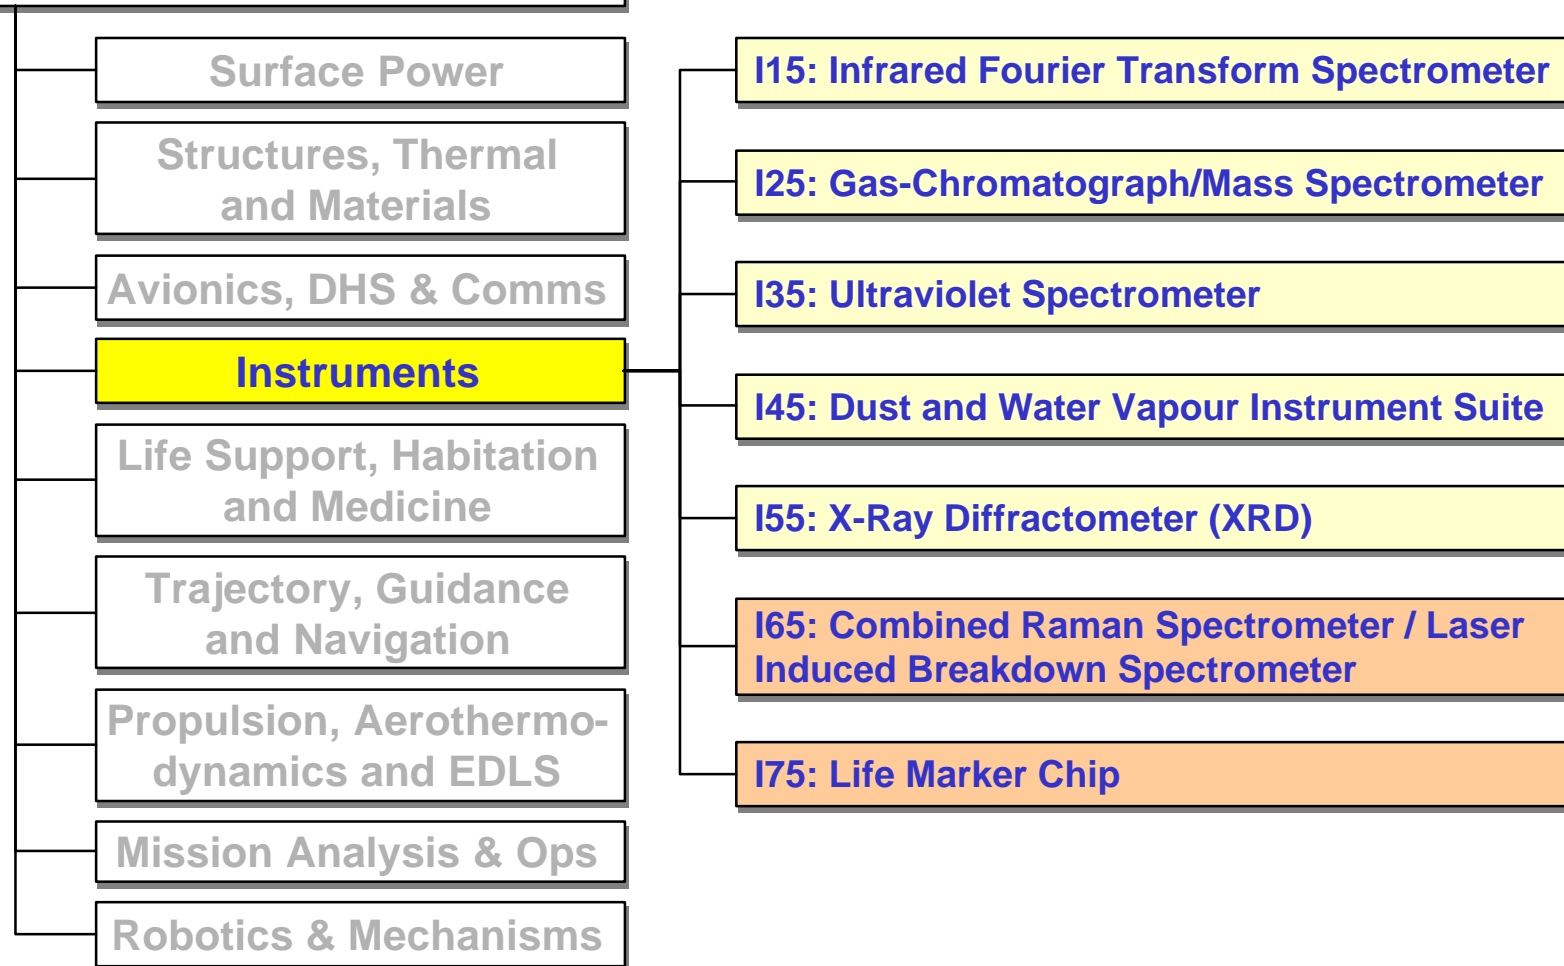 Surface Power
Structures, Thermal
and Materials
Avionics, DHS & Comms
Instruments
Life Support, Habitation
and Medicine
Trajectory, Guidance
and Navigation
Propulsion, Aerothermo-
dynamics and EDLS
Mission Analysis & Ops
Robotics & Mechanisms
I15: Infrared Fourier Transform Spectrometer
I25: Gas-Chromatograph/Mass Spectrometer
I35: Ultraviolet Spectrometer
I45: Dust and Water Vapour Instrument Suite
I55: X-Ray Diffractometer (XRD)
I65: Combined Raman Spectrometer / Laser
Induced Breakdown Spectrometer
I75: Life Marker Chip